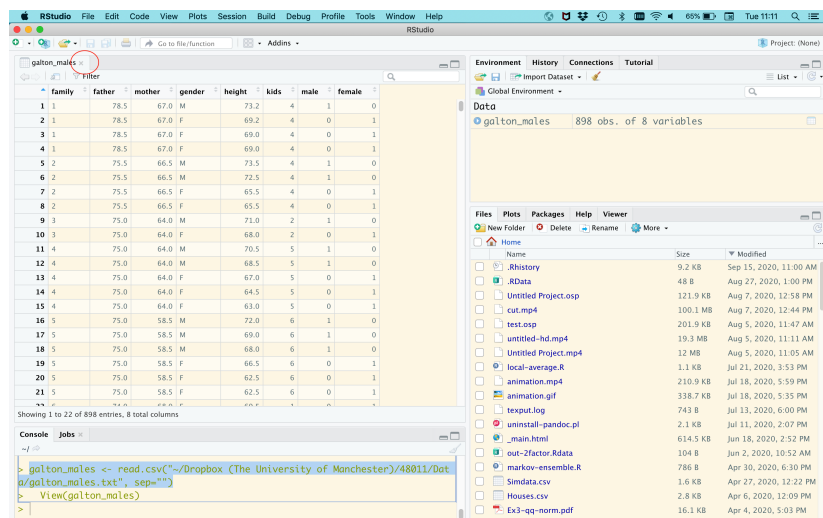 RStudio File Edit Code View Plots Session Build Debug Profile Tools Window Help 65% Tue 11:11
RStudio
Go to file/function Addins Project: (None)
galton_males
Filter
family father mother gender height kids male female
1 1 78.5 67.0 M 73.2 4 1 0
2 1 78.5 67.0 F 69.2 4 0 1
3 1 78.5 67.0 F 69.0 4 0 1
4 1 78.5 67.0 F 69.0 4 0 1
5 2 75.5 66.5 M 73.5 4 1 0
6 2 75.5 66.5 M 72.5 4 1 0
7 2 75.5 66.5 F 65.5 4 0 1
8 2 75.5 66.5 F 65.5 4 0 1
9 3 75.0 64.0 M 71.0 2 1 0
10 3 75.0 64.0 F 68.0 2 0 1
11 4 75.0 64.0 M 70.5 5 1 0
12 4 75.0 64.0 M 68.5 5 1 0
13 4 75.0 64.0 F 67.0 5 0 1
14 4 75.0 64.0 F 64.5 5 0 1
15 4 75.0 64.0 F 63.0 5 0 1
16 5 75.0 58.5 M 72.0 6 1 0
17 5 75.0 58.5 M 69.0 6 1 0
18 5 75.0 58.5 M 68.0 6 1 0
19 5 75.0 58.5 F 66.5 6 0 1
20 5 75.0 58.5 F 62.5 6 0 1
21 5 75.0 58.5 F 62.5 6 0 1
Showing 1 to 22 of 898 entries, 8 total columns
Console Jobs
~/
> galton_males <- read.csv("~/Dropbox (The University of Manchester)/48011/Dat
a/galton_males.txt", sep="")
> View(galton_males)
>
Environment History Connections Tutorial
Import Dataset List
Global Environment
Data
galton_males 898 obs. of 8 variables
Files Plots Packages Help Viewer
New Folder Delete Rename More
Home ...
Name Size Modified
.Rhistory 9.2 KB Sep 15, 2020, 11:00 AM
.RData 48 B Aug 27, 2020, 1:00 PM
Untitled Project.osp 121.9 KB Aug 7, 2020, 12:58 PM
cut.mp4 100.1 MB Aug 7, 2020, 12:44 PM
test.osp 201.9 KB Aug 5, 2020, 11:47 AM
untitled-hd.mp4 19.3 MB Aug 5, 2020, 11:11 AM
Untitled Project.mp4 12 MB Aug 5, 2020, 11:05 AM
local-average.R 1.1 KB Jul 21, 2020, 3:53 PM
animation.mp4 210.9 KB Jul 18, 2020, 5:59 PM
animation.gif 338.7 KB Jul 18, 2020, 5:35 PM
texput.log 743 B Jul 13, 2020, 6:00 PM
uninstall-pandoc.pl 2.1 KB Jul 11, 2020, 2:07 PM
_main.html 614.5 KB Jun 18, 2020, 2:52 PM
out-2factor.Rdata 104 B Jun 2, 2020, 10:52 AM
markov-ensemble.R 786 B Apr 30, 2020, 6:30 PM
Simdata.csv 1.6 KB Apr 27, 2020, 12:22 PM
Houses.csv 2.8 KB Apr 6, 2020, 12:09 PM
Ex3-qq-norm.pdf 16.1 KB Apr 4, 2020, 5:03 PM